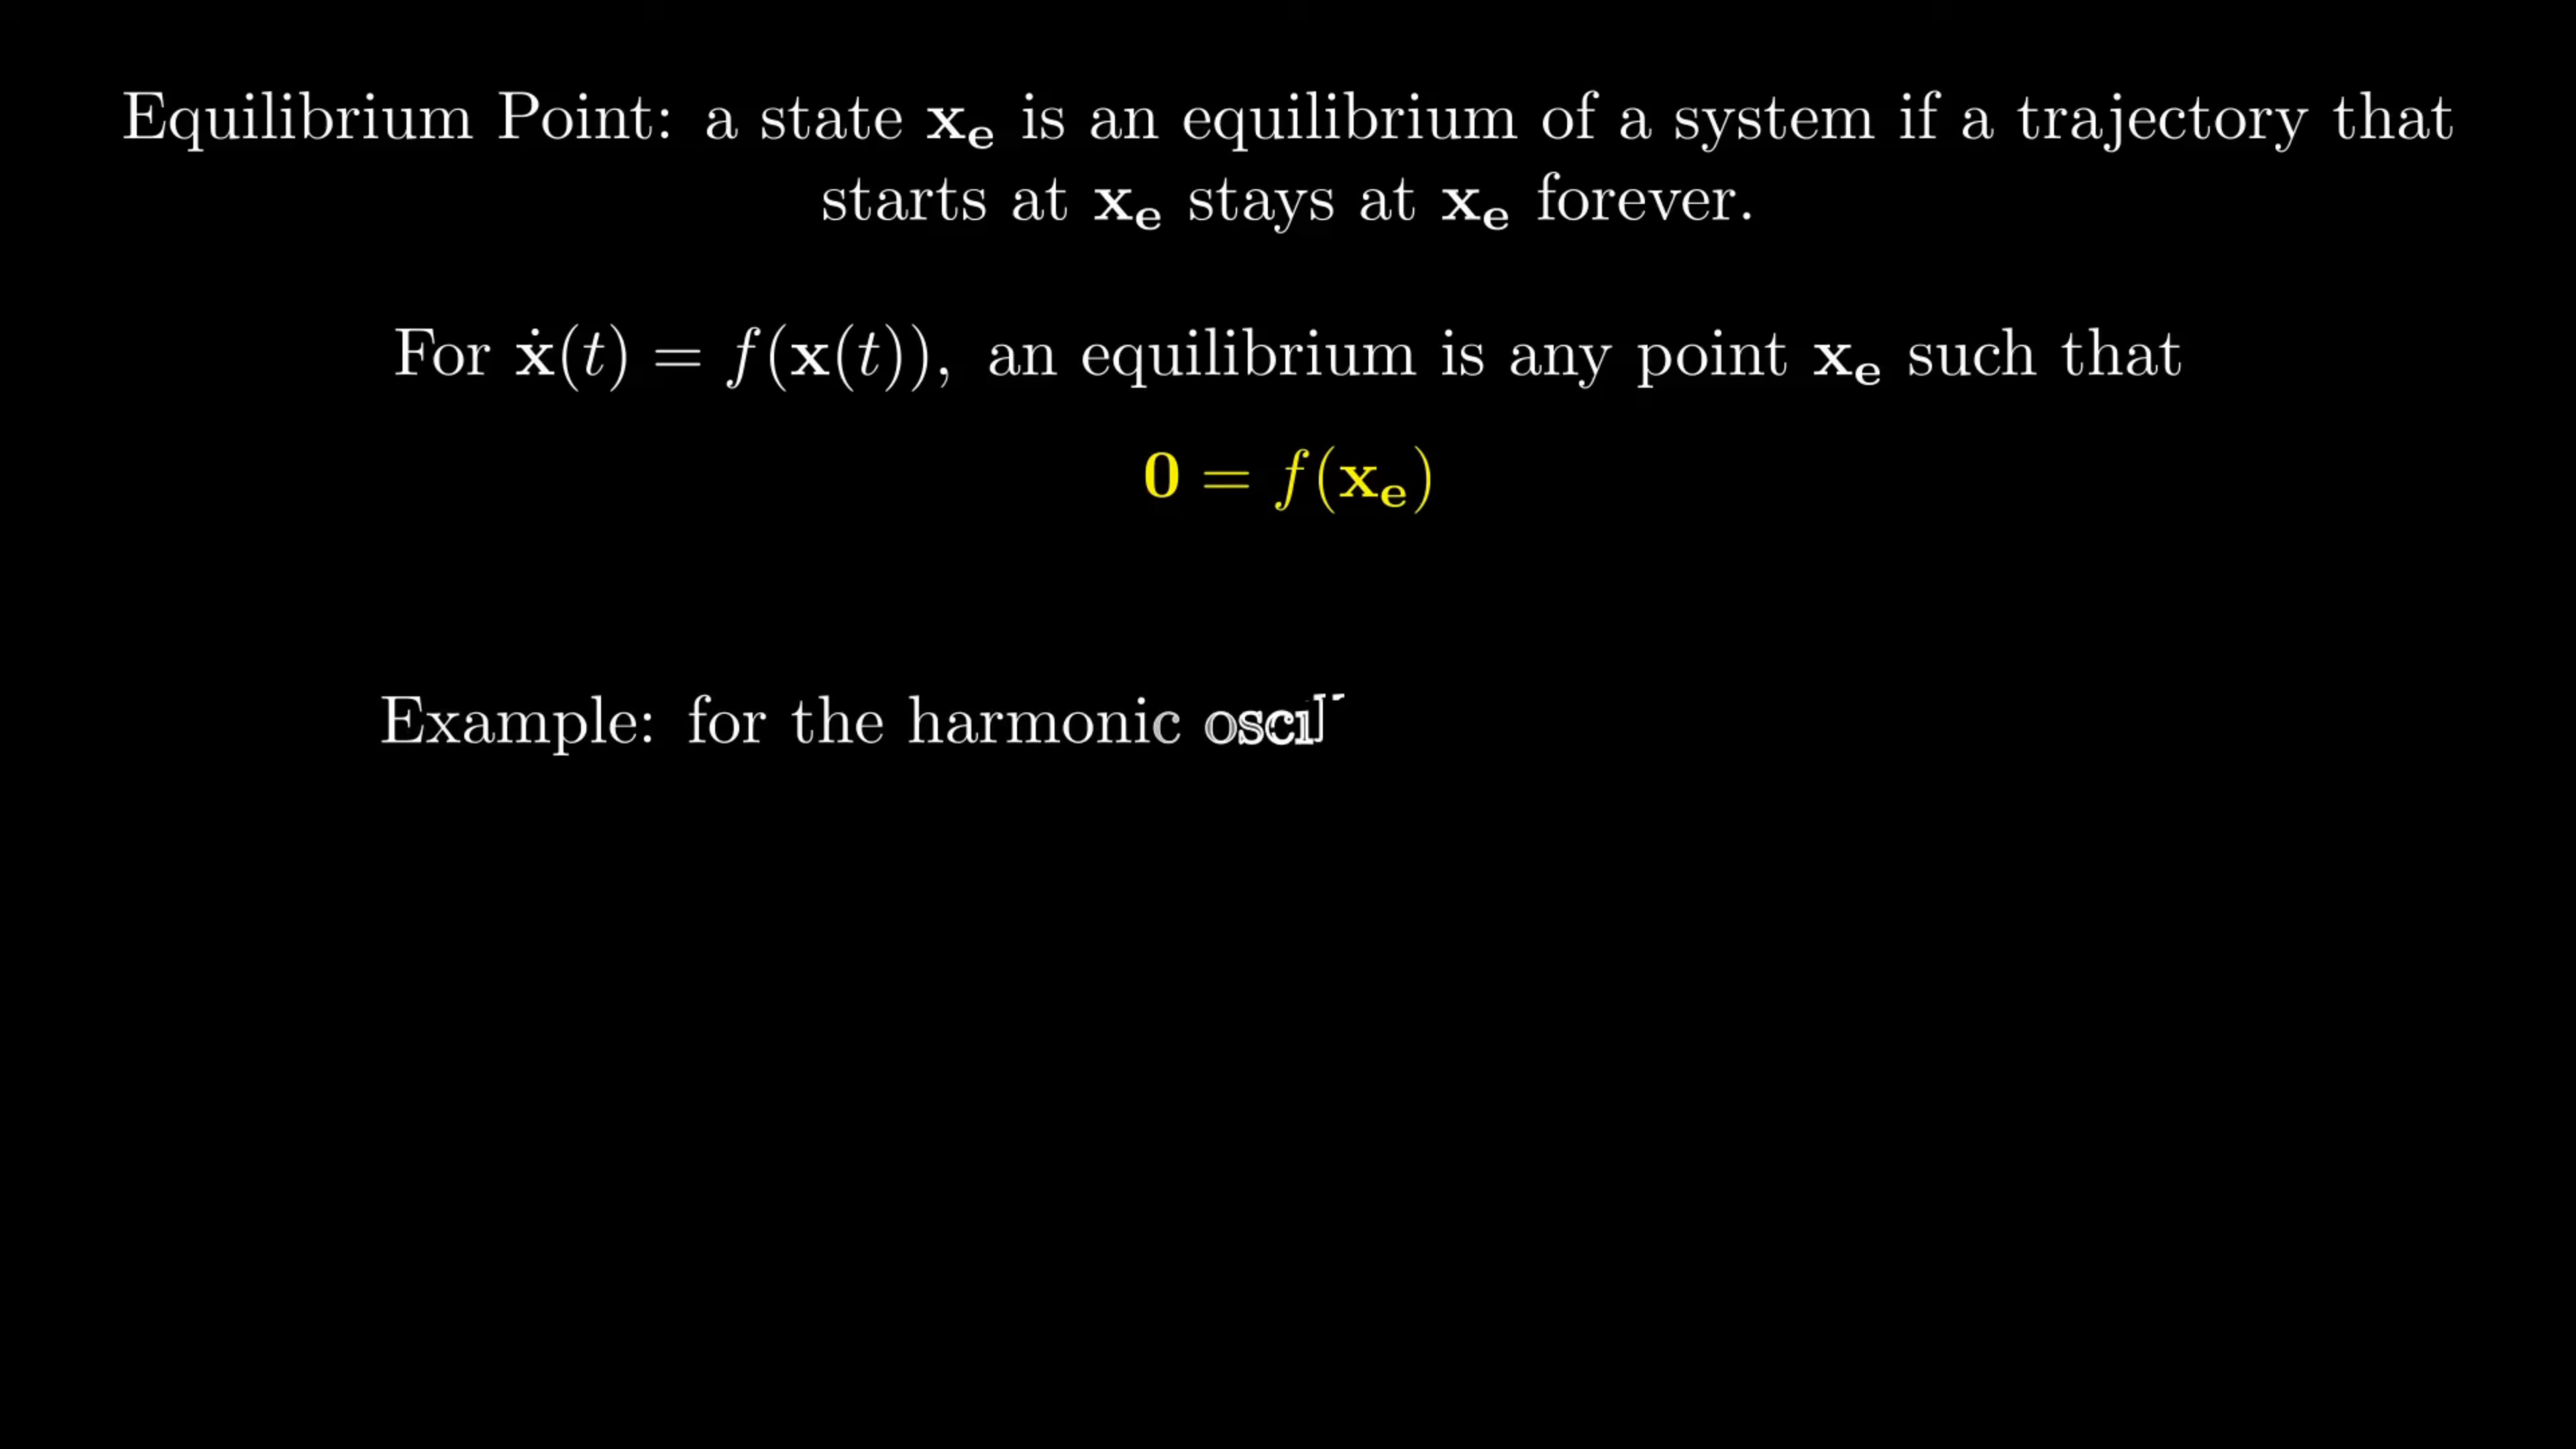 Equilibrium Point: a state 𝐱ₑ is an equilibrium of a system if a trajectory that
starts at 𝐱ₑ stays at 𝐱ₑ forever.
For 𝐱̇(t) = f(𝐱(t)), an equilibrium is any point 𝐱ₑ such that
𝟎 = f(𝐱ₑ)
Example: for the harmonic